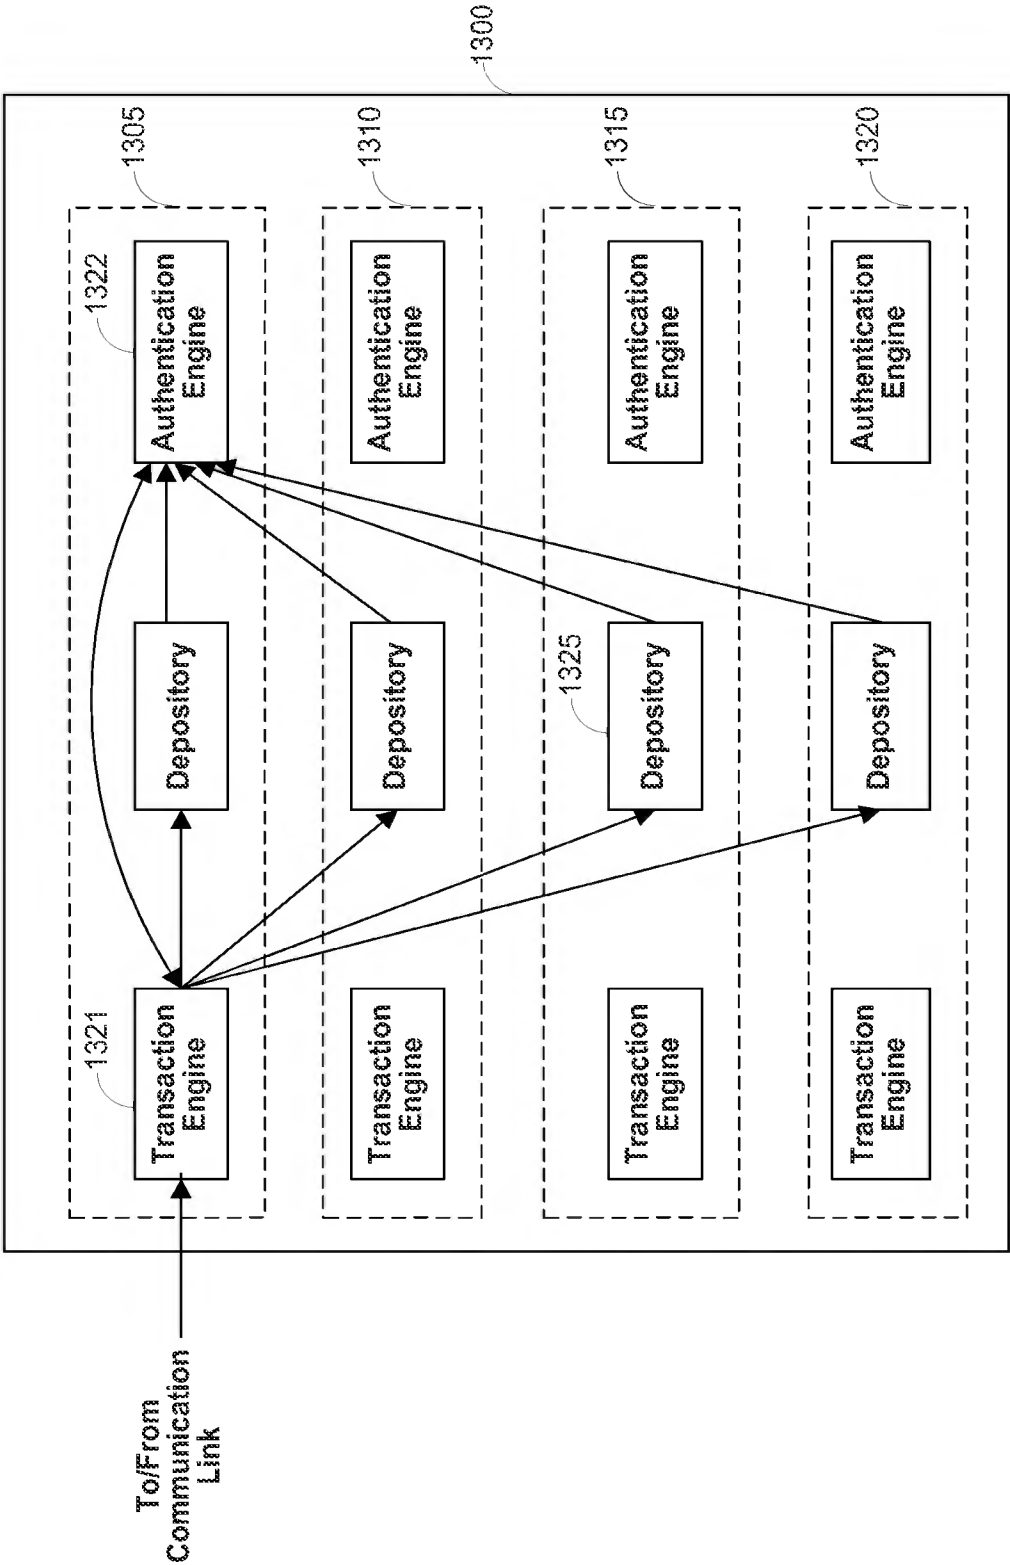 1300
1305
1322
1321
To/From
Communication
Link
Transaction
Engine
Depository
Authentication
Engine
1310
Transaction
Engine
Depository
Authentication
Engine
1315
1325
Transaction
Engine
Depository
Authentication
Engine
1320
Transaction
Engine
Depository
Authentication
Engine